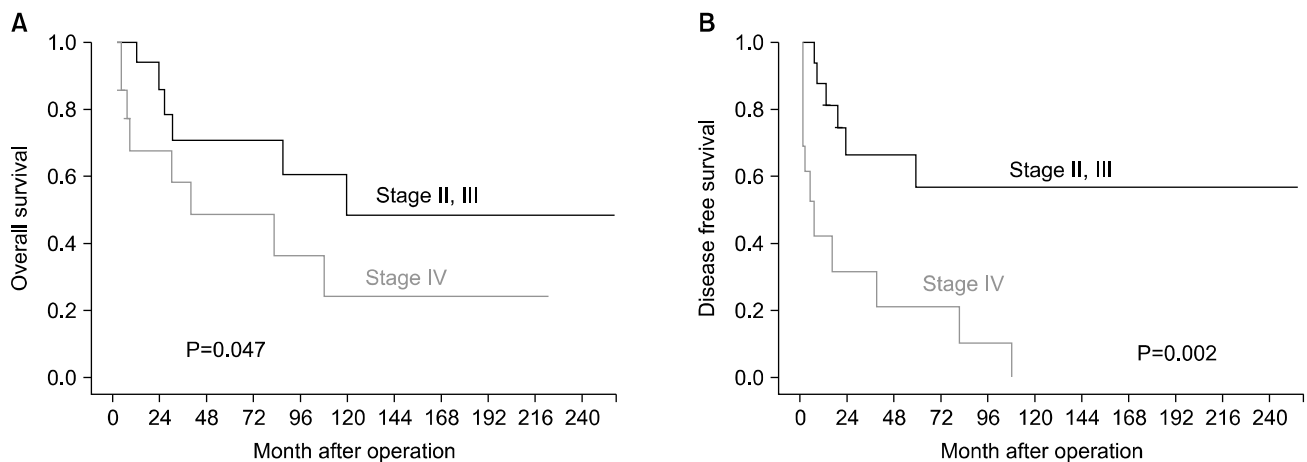 A
1.0
0.8
0.6
0.4
0.2
0.0
Overall survival
Stage II, III
Stage IV
P=0.047
0 24 48 72 96 120 144 168 192 216 240
Month after operation
B
1.0
0.8
0.6
0.4
0.2
0.0
Disease free survival
Stage II, III
Stage IV
P=0.002
0 24 48 72 96 120 144 168 192 216 240
Month after operation